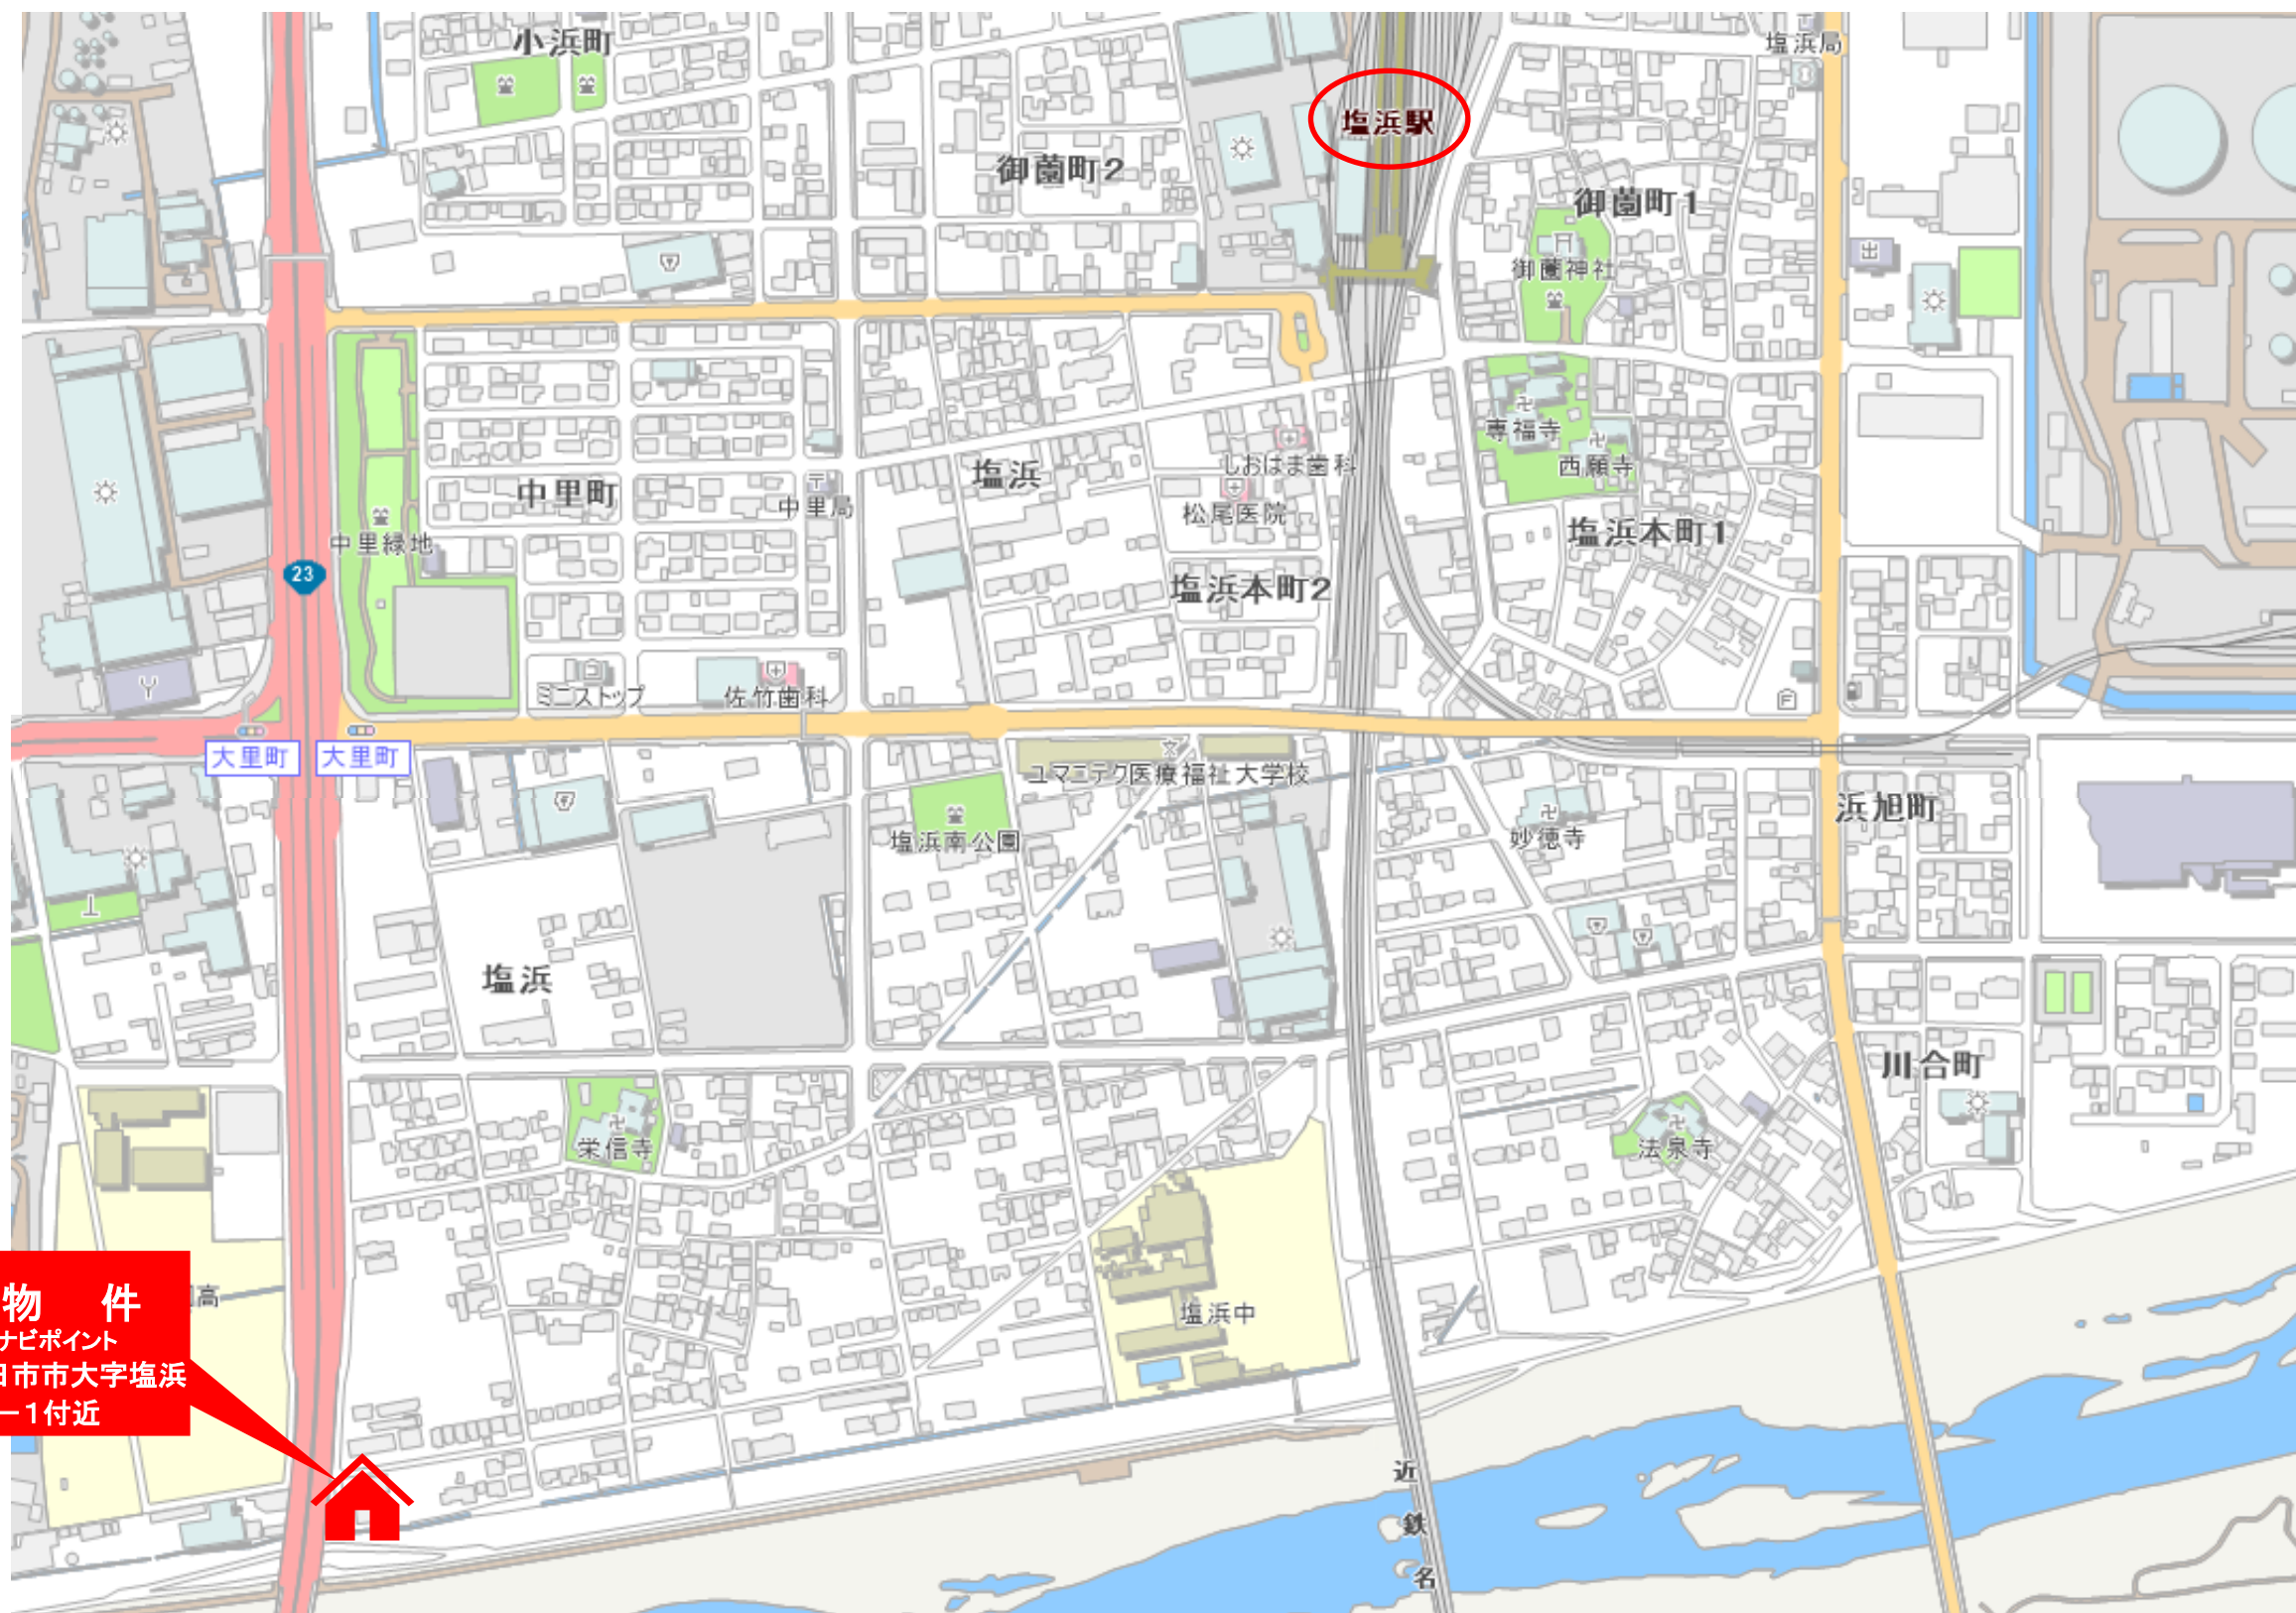 小浜町
塩浜局
塩浜駅
御薗町2
御薗町1
出
御薗神社
専福寺
西願寺
しおはま歯科
塩浜
中里町
中里局
松尾医院
中里緑地
塩浜本町1
23
塩浜本町2
ミニストップ
佐竹歯科
大里町
大里町
ユマニテク医療福祉大学校
塩浜南公園
妙徳寺
浜旭町
塩浜
川合町
栄信寺
法泉寺
高
塩浜中
物　件
ナビポイント
日市市大字塩浜
－1付近
近
鉄
名